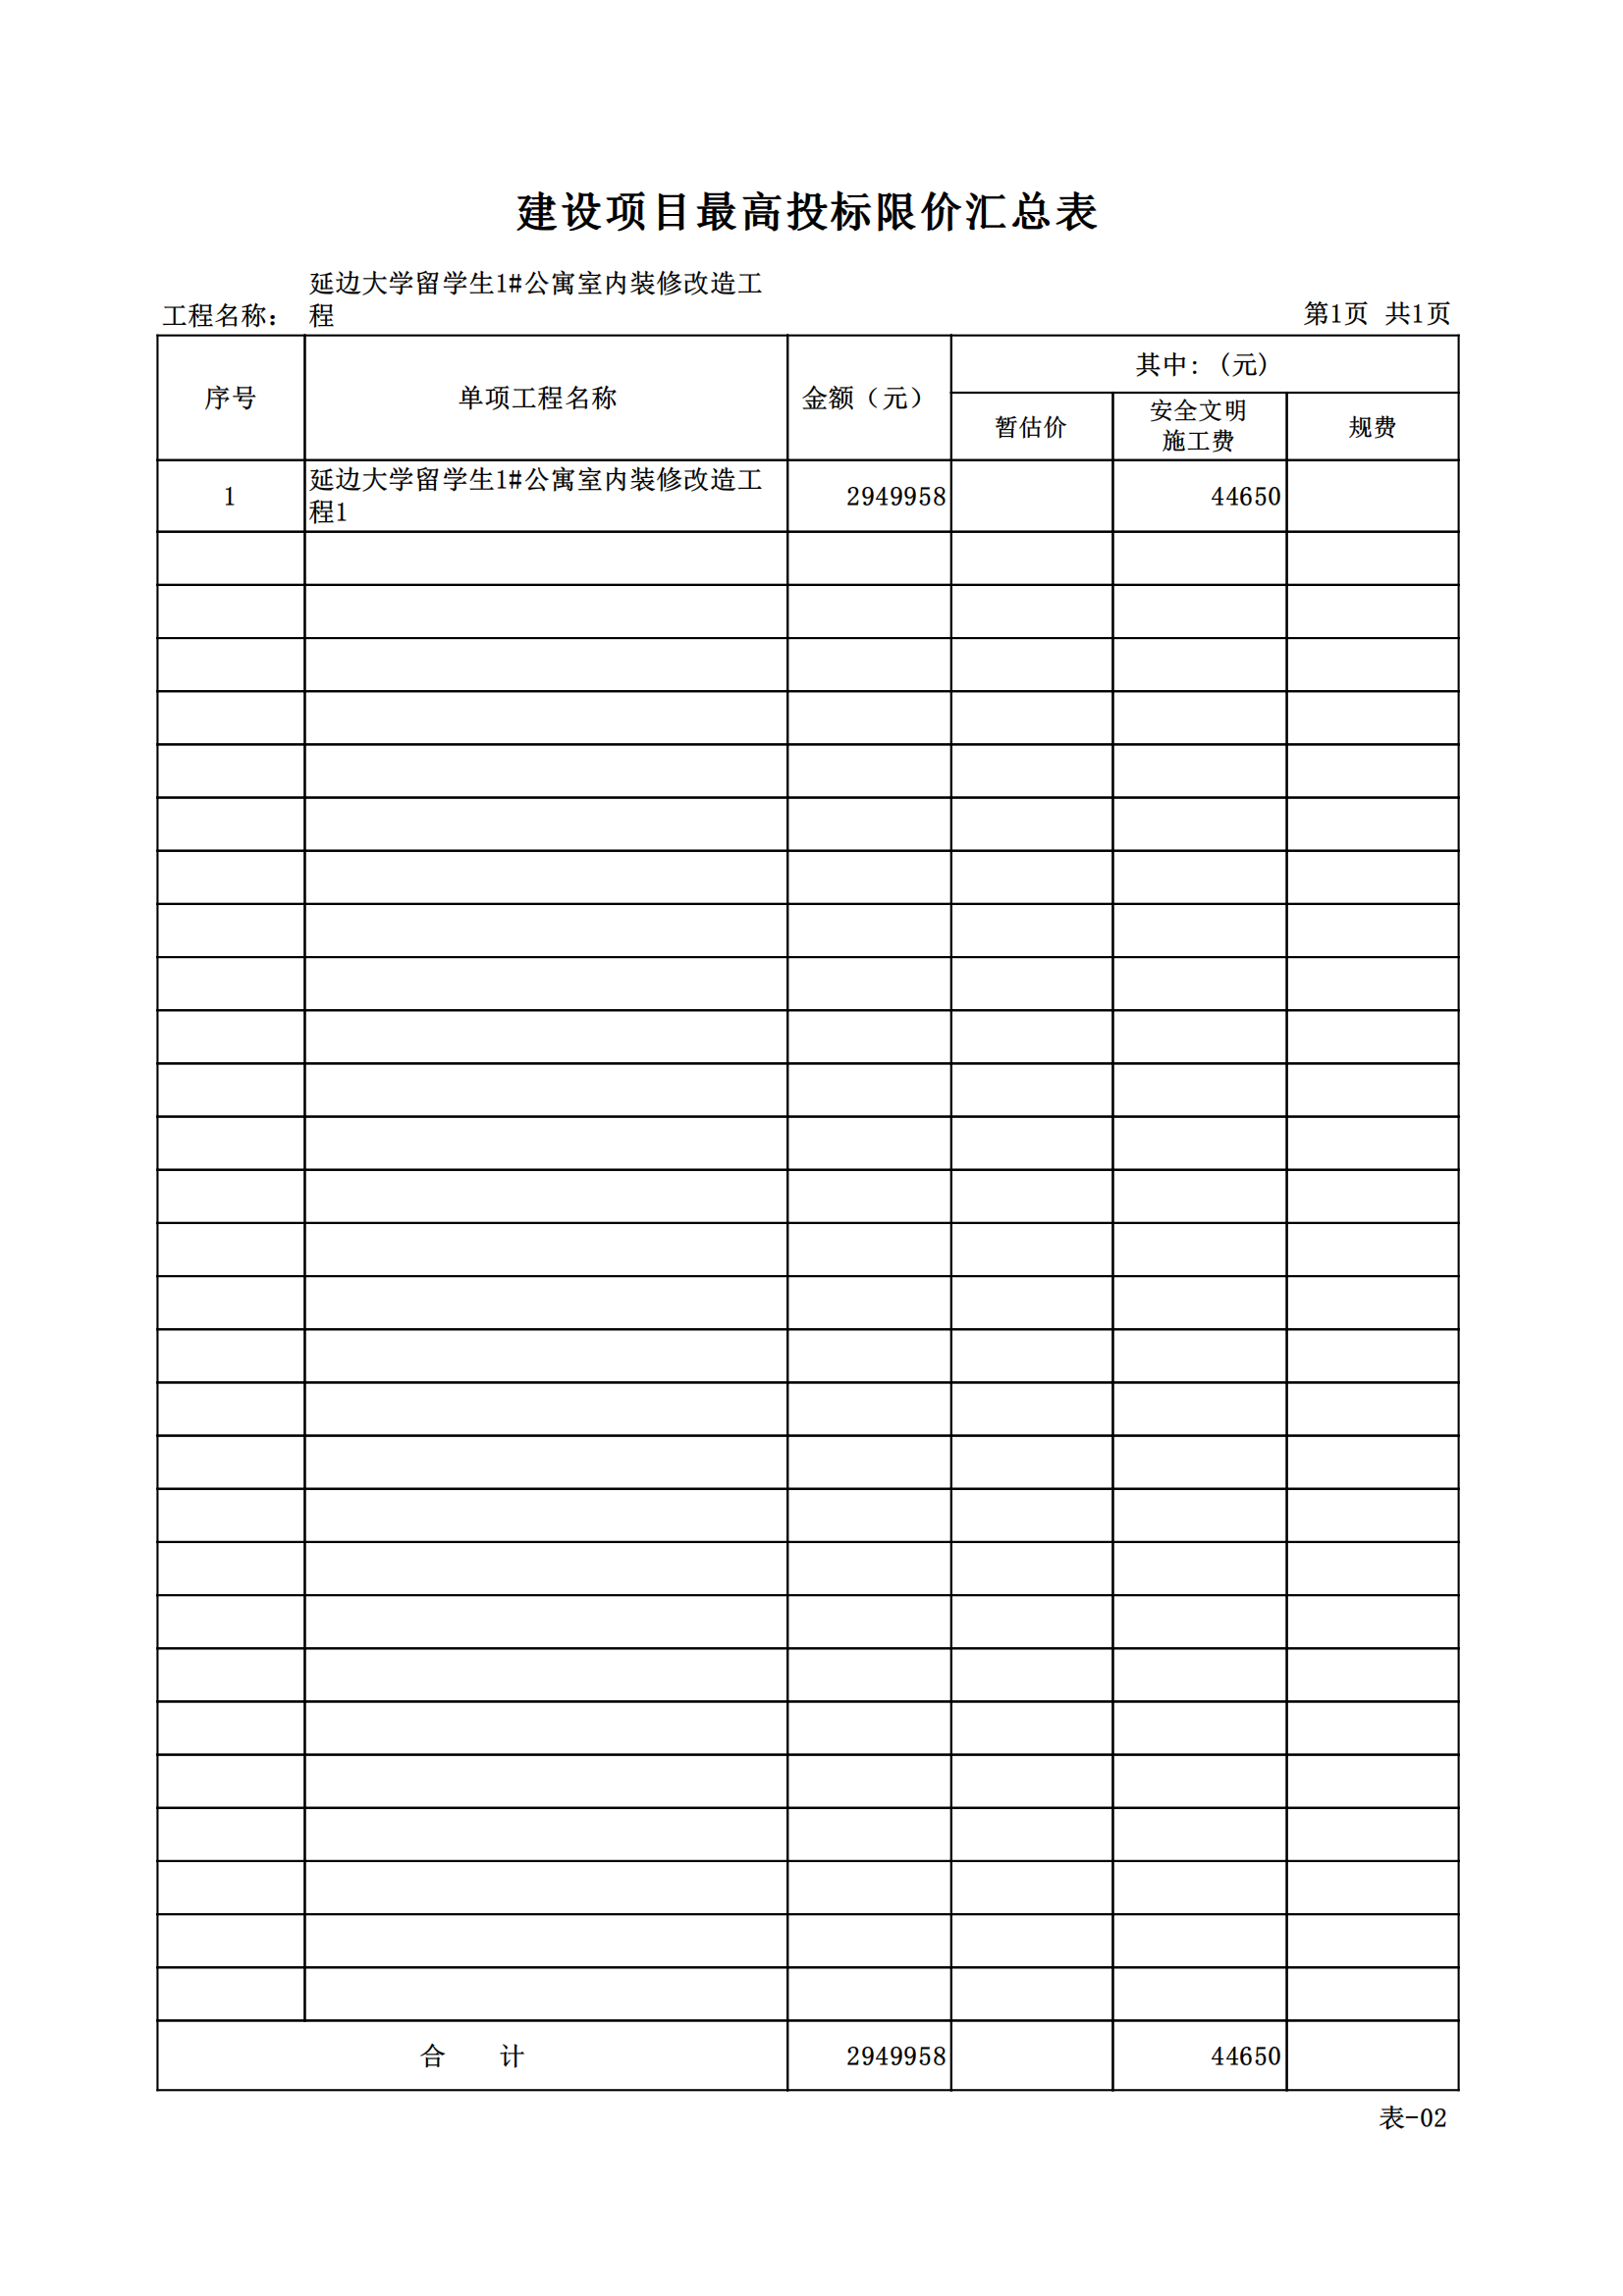 建设项目最高投标限价汇总表
延边大学留学生1#公寓室内装修改造工
工程名称： 程 第1页 共1页
序号 单项工程名称 金额（元） 其中：(元)
暂估价 安全文明 规费
施工费
延边大学留学生1#公寓室内装修改造工
1 程1 2949958 44650
合 计 2949958 44650
表-02